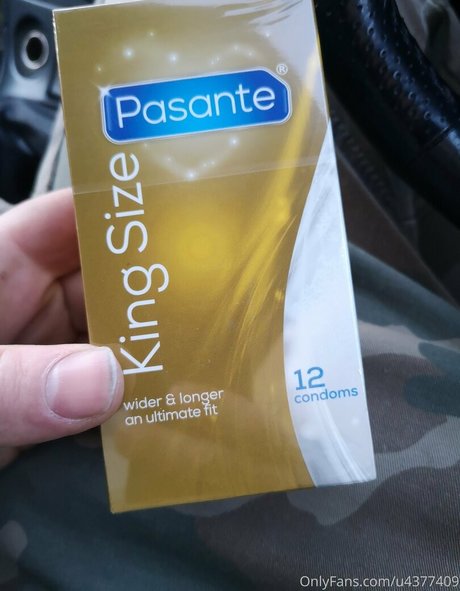 Pasante®
King Size
wider & longer
an ultimate fit
12
condoms
OnlyFans.com/u4377409